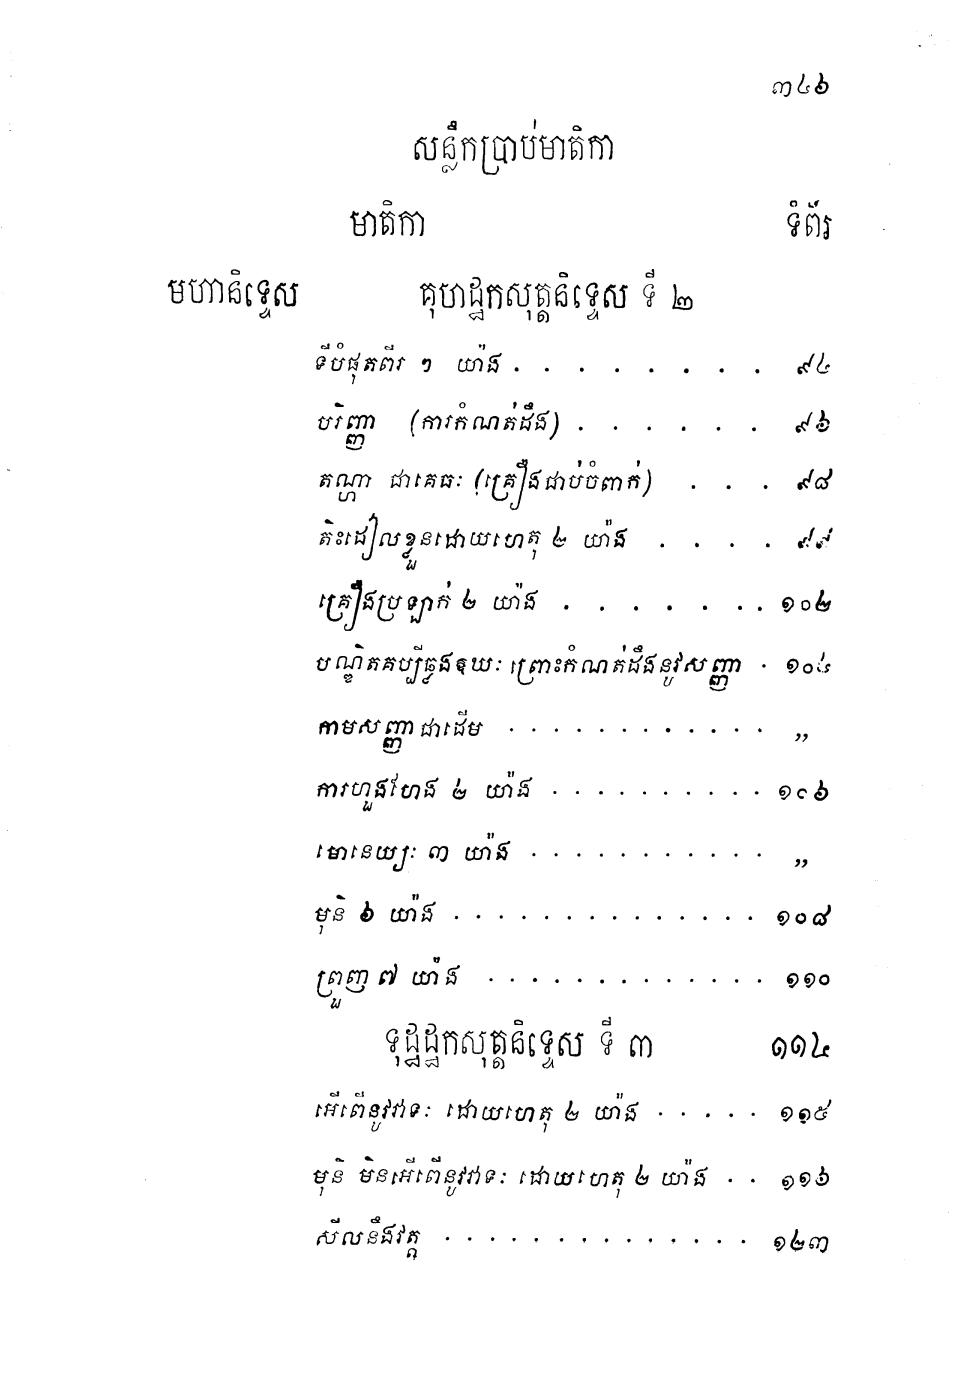 ៣៤៦
សន្លឹកប្រាប់មាតិកា
មាតិកា ទំព័រ
មហានិទ្ទេស គុហដ្ឋកសុត្តនិទ្ទេស ទី ២
ទីបំផុតពីរ ៗ យ៉ាង . . . . . . . . ៩៤
បរិញ្ញា (ការកំណត់ដឹង) . . . . . . ៩៦
តណ្ហា ជាគេធៈ (គ្រឿងជាប់ចំពាក់) . . . ៩៨
តិះដៀលខ្លួនដោយហេតុ ២ យ៉ាង . . . . ៩៩
គ្រឿងប្រឡាក់ ២ យ៉ាង . . . . . . . . ១០២
បណ្ឌិតគប្បីឆ្លងឱឃៈ ព្រោះកំណត់ដឹងនូវសញ្ញា . ១០៤
កាមសញ្ញាជាដើម . . . . . . . . . . . . ,,
ការហួងហែង ២ យ៉ាង . . . . . . . . . . ១០៦
មោនេយ្យៈ ៣ យ៉ាង . . . . . . . . . . . ,,
មុនិ ៦ យ៉ាង . . . . . . . . . . . . . . ១០៨
ព្រួញ ៧ យ៉ាង . . . . . . . . . . . . . ១១០
ទុដ្ឋដ្ឋកសុត្តនិទ្ទេស ទី ៣ ១១៤
អើពើនូវវាទៈ ដោយហេតុ ២ យ៉ាង . . . . . ១១៥
មុនិ មិនអើពើនូវវាទៈ ដោយហេតុ ២ យ៉ាង . . ១១៦
សីលនឹងវត្ត . . . . . . . . . . . . . . ១២៣